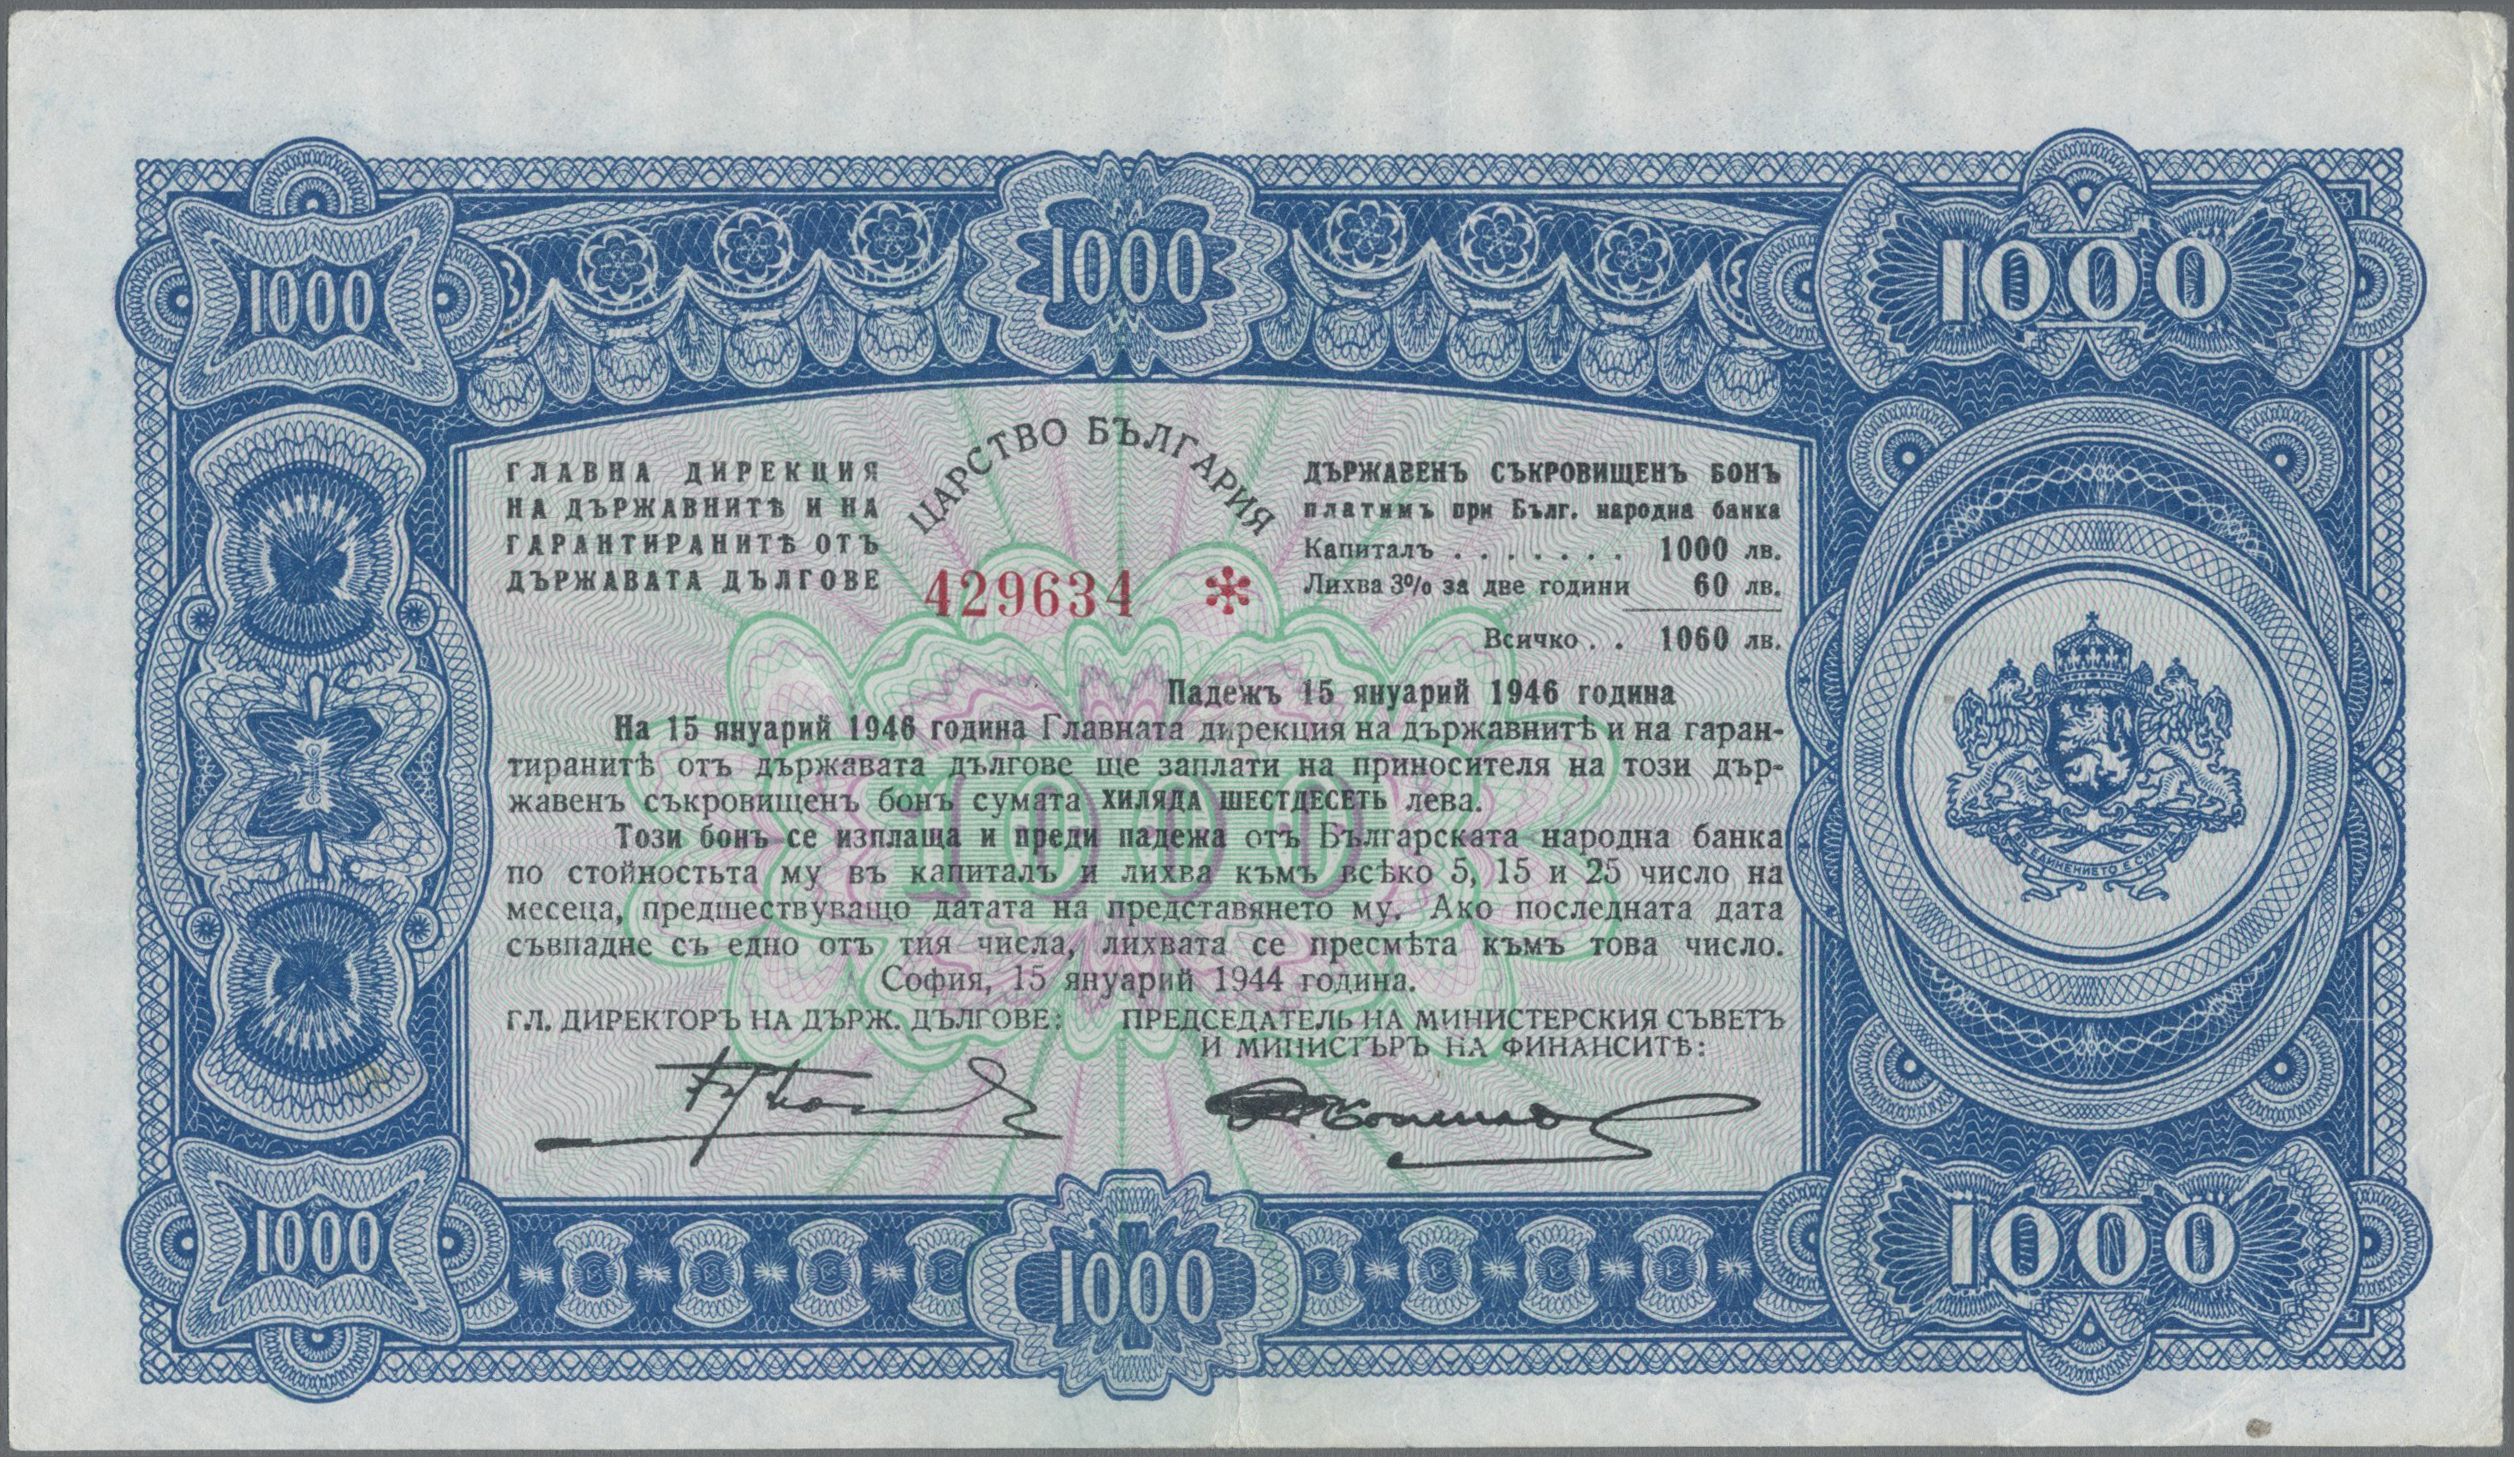 1000
1000
1000
ЦАРСТВО БЪЛГАРИЯ
ГЛАВНА ДИРЕКЦИЯ
НА ДЪРЖАВНИТѢ И НА
ГАРАНТИРАНИТѢ ОТЪ
ДЪРЖАВАТА ДЪЛГОВЕ
429634 *
ДЪРЖАВЕНЪ СЪКРОВИЩЕНЪ БОНЪ
платимъ при Бълг. народна банка
Капиталъ . . . . . . . 1000 лв.
Лихва 3% за две години 60 лв.
Всичко . . 1060 лв.
Падежъ 15 януарий 1946 година
На 15 януарий 1946 година Главната дирекция на държавнитѣ и на гаран-
тиранитѣ отъ държавата дългове ще заплати на приносителя на този дър-
жавенъ съкровищенъ бонъ сумата ХИЛЯДА ШЕСТДЕСЕТЬ лева.
Този бонъ се изплаща и преди падежа отъ Българската народна банка
по стойностьта му въ капиталъ и лихва къмъ всѣко 5, 15 и 25 число на
месеца, предшествуващо датата на представянето му. Ако последната дата
съвпадне съ едно отъ тия числа, лихвата се пресмѣта къмъ това число.
1000
София, 15 януарий 1944 година.
ГЛ. ДИРЕКТОРЪ НА ДЪРЖ. ДЪЛГОВЕ:
ПРЕДСЕДАТЕЛЬ НА МИНИСТЕРСКИЯ СЪВЕТЪ
И МИНИСТЪРЪ НА ФИНАНСИТѢ:
ВЪ ЕДИНЕНИЕТО Е СИЛАТА
1000
1000
1000